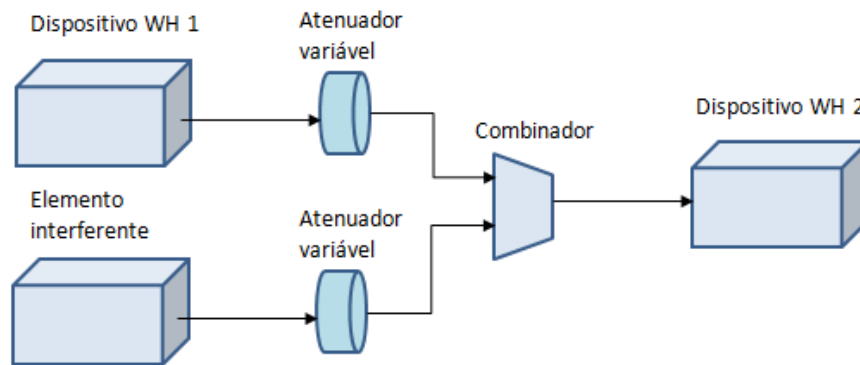 Dispositivo WH 1
Atenuador
variável
Combinador
Dispositivo WH 2
Elemento
interferente
Atenuador
variável